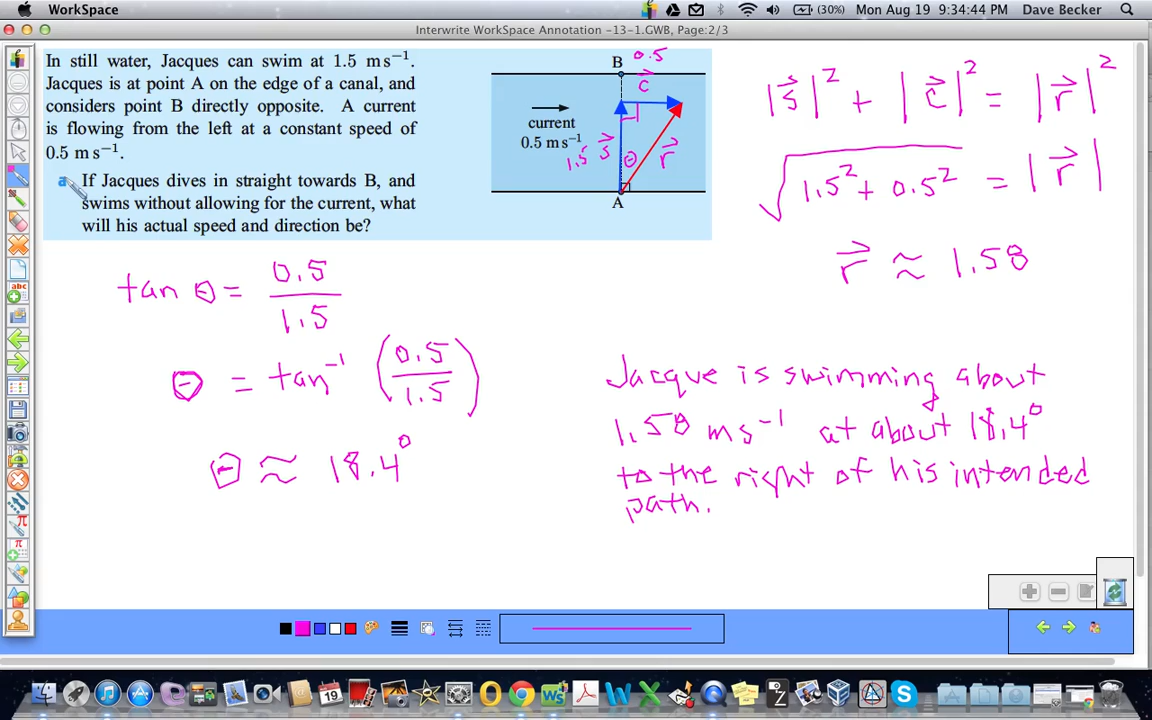 WorkSpace
(30%) Mon Aug 19 9:34:44 PM Dave Becker
Interwrite WorkSpace Annotation -13-1.GWB, Page:2/3
In still water, Jacques can swim at 1.5 m s⁻¹.
Jacques is at point A on the edge of a canal, and
considers point B directly opposite. A current
is flowing from the left at a constant speed of
0.5 m s⁻¹.
a
If Jacques dives in straight towards B, and
swims without allowing for the current, what
will his actual speed and direction be?
B 0.5
c⃗
current
0.5 m s⁻¹
1.5 s⃗ θ r⃗
A
|s⃗|² + |c⃗|² = |r⃗|²
√(1.5² + 0.5²) = |r⃗|
r⃗ ≈ 1.58
tan θ = 0.5/1.5
θ = tan⁻¹ (0.5/1.5)
θ ≈ 18.4°
Jacque is swimming about
1.58 ms⁻¹ at about 18.4°
to the right of his intended
path.